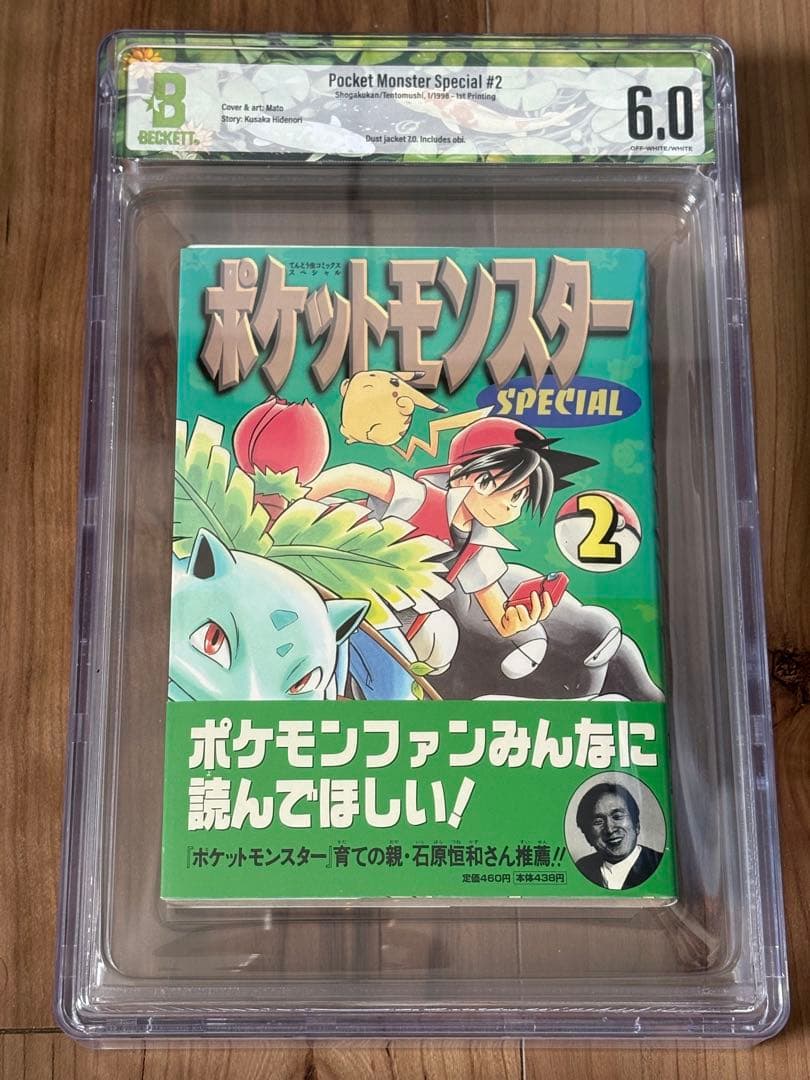 Pocket Monster Special #2
Shogakukan/Tentomushi, 1/1998 - 1st Printing
Cover & art: Mato
Story: Kusaka Hidenori
Dust jacket 7.0. Includes obi.
B
BECKETT
6.0
OFF-WHITE/WHITE
てんとう虫コミックス
スペシャル
ポケットモンスター
SPECIAL
2
ポケモンファンみんなに
読んでほしい!
『ポケットモンスター』育ての親・石原恒和さん推薦!!
定価460円 本体438円